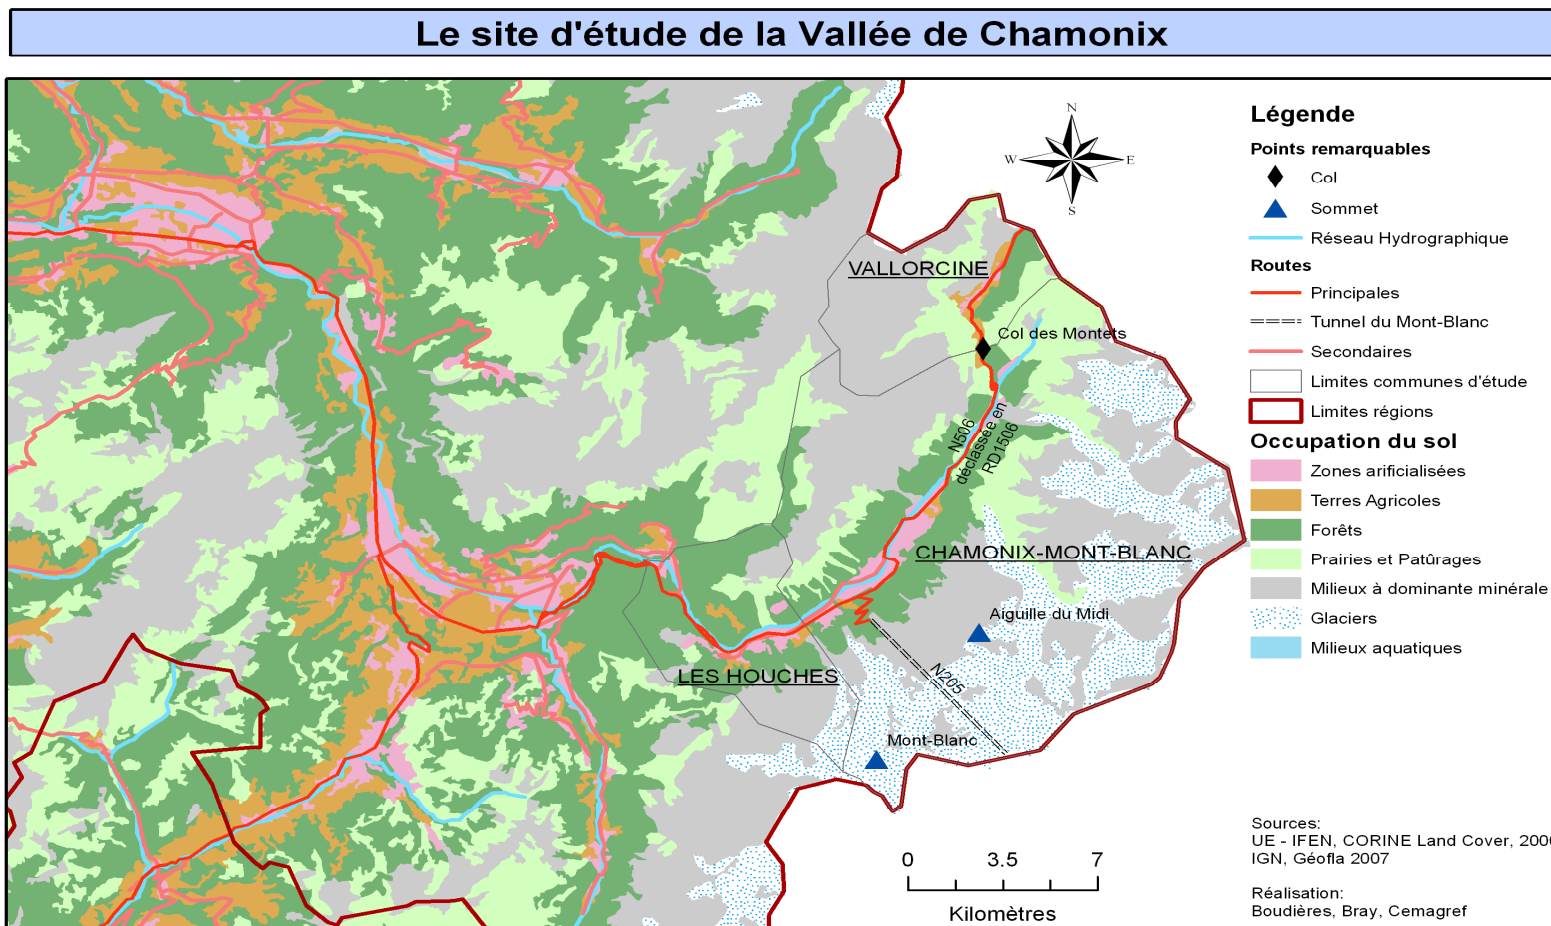 Le site d'étude de la Vallée de Chamonix
N
W
E
S
VALLORCINE
Col des Montets
N506
déclassée en
RD1506
CHAMONIX-MONT-BLANC
Aiguille du Midi
LES HOUCHES
N205
Mont-Blanc
0 3.5 7
Kilomètres
Légende
Points remarquables
Col
Sommet
Réseau Hydrographique
Routes
Principales
Tunnel du Mont-Blanc
Secondaires
Limites communes d'étude
Limites régions
Occupation du sol
Zones arificialisées
Terres Agricoles
Forêts
Prairies et Patûrages
Milieux à dominante minérale
Glaciers
Milieux aquatiques
Sources:
UE - IFEN, CORINE Land Cover,
IGN, Géofla 2007
Réalisation:
Boudières, Bray, Cemagref